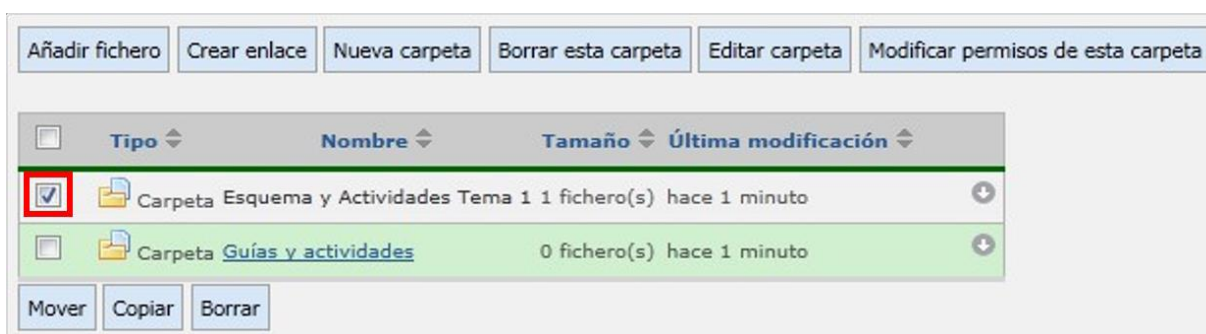 Añadir fichero Crear enlace Nueva carpeta Borrar esta carpeta Editar carpeta Modificar permisos de esta carpeta
Tipo Nombre Tamaño Última modificación
Carpeta Esquema y Actividades Tema 1 1 fichero(s) hace 1 minuto
Carpeta Guías y actividades 0 fichero(s) hace 1 minuto
Mover Copiar Borrar